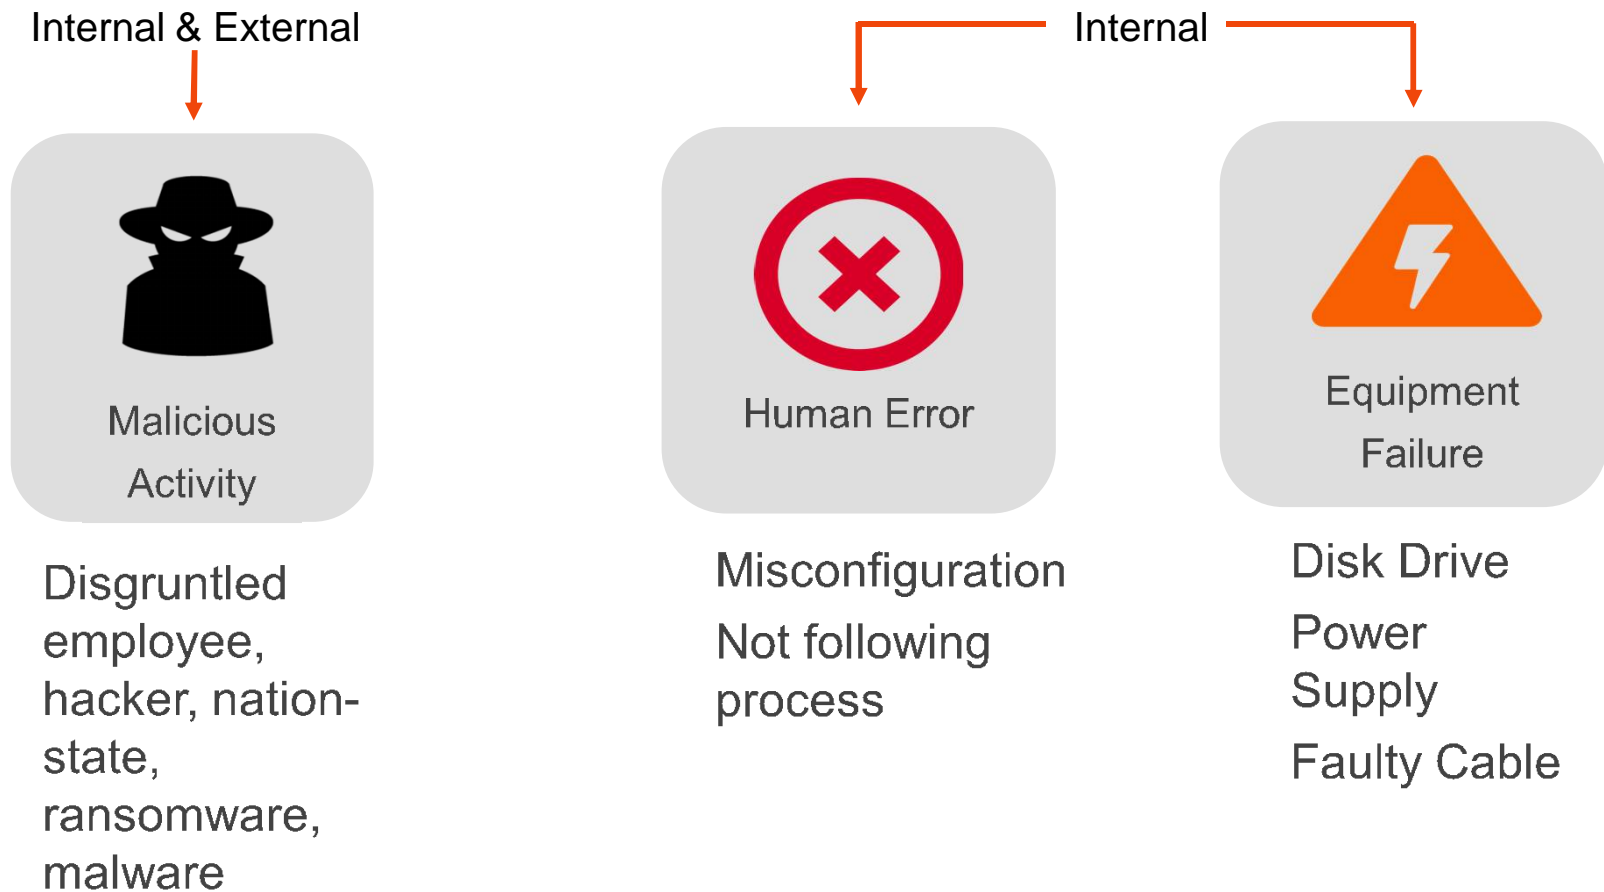 Internal & External
Internal
Malicious
Activity
Disgruntled
employee,
hacker, nation-
state,
ransomware,
malware
Human Error
Misconfiguration
Not following
process
Equipment
Failure
Disk Drive
Power
Supply
Faulty Cable